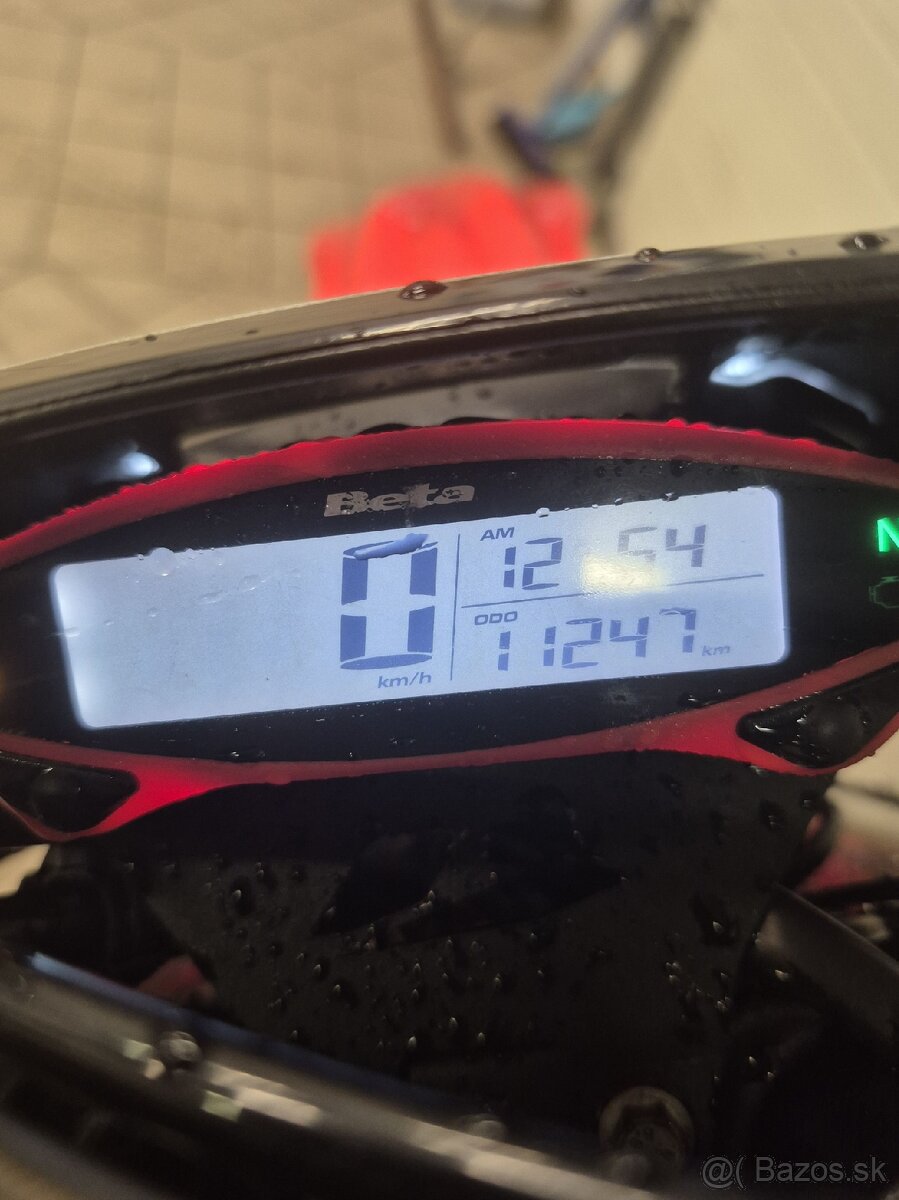 Beta
AM 12 54
0 km/h
ODO
11247 km
N
@( Bazos.sk